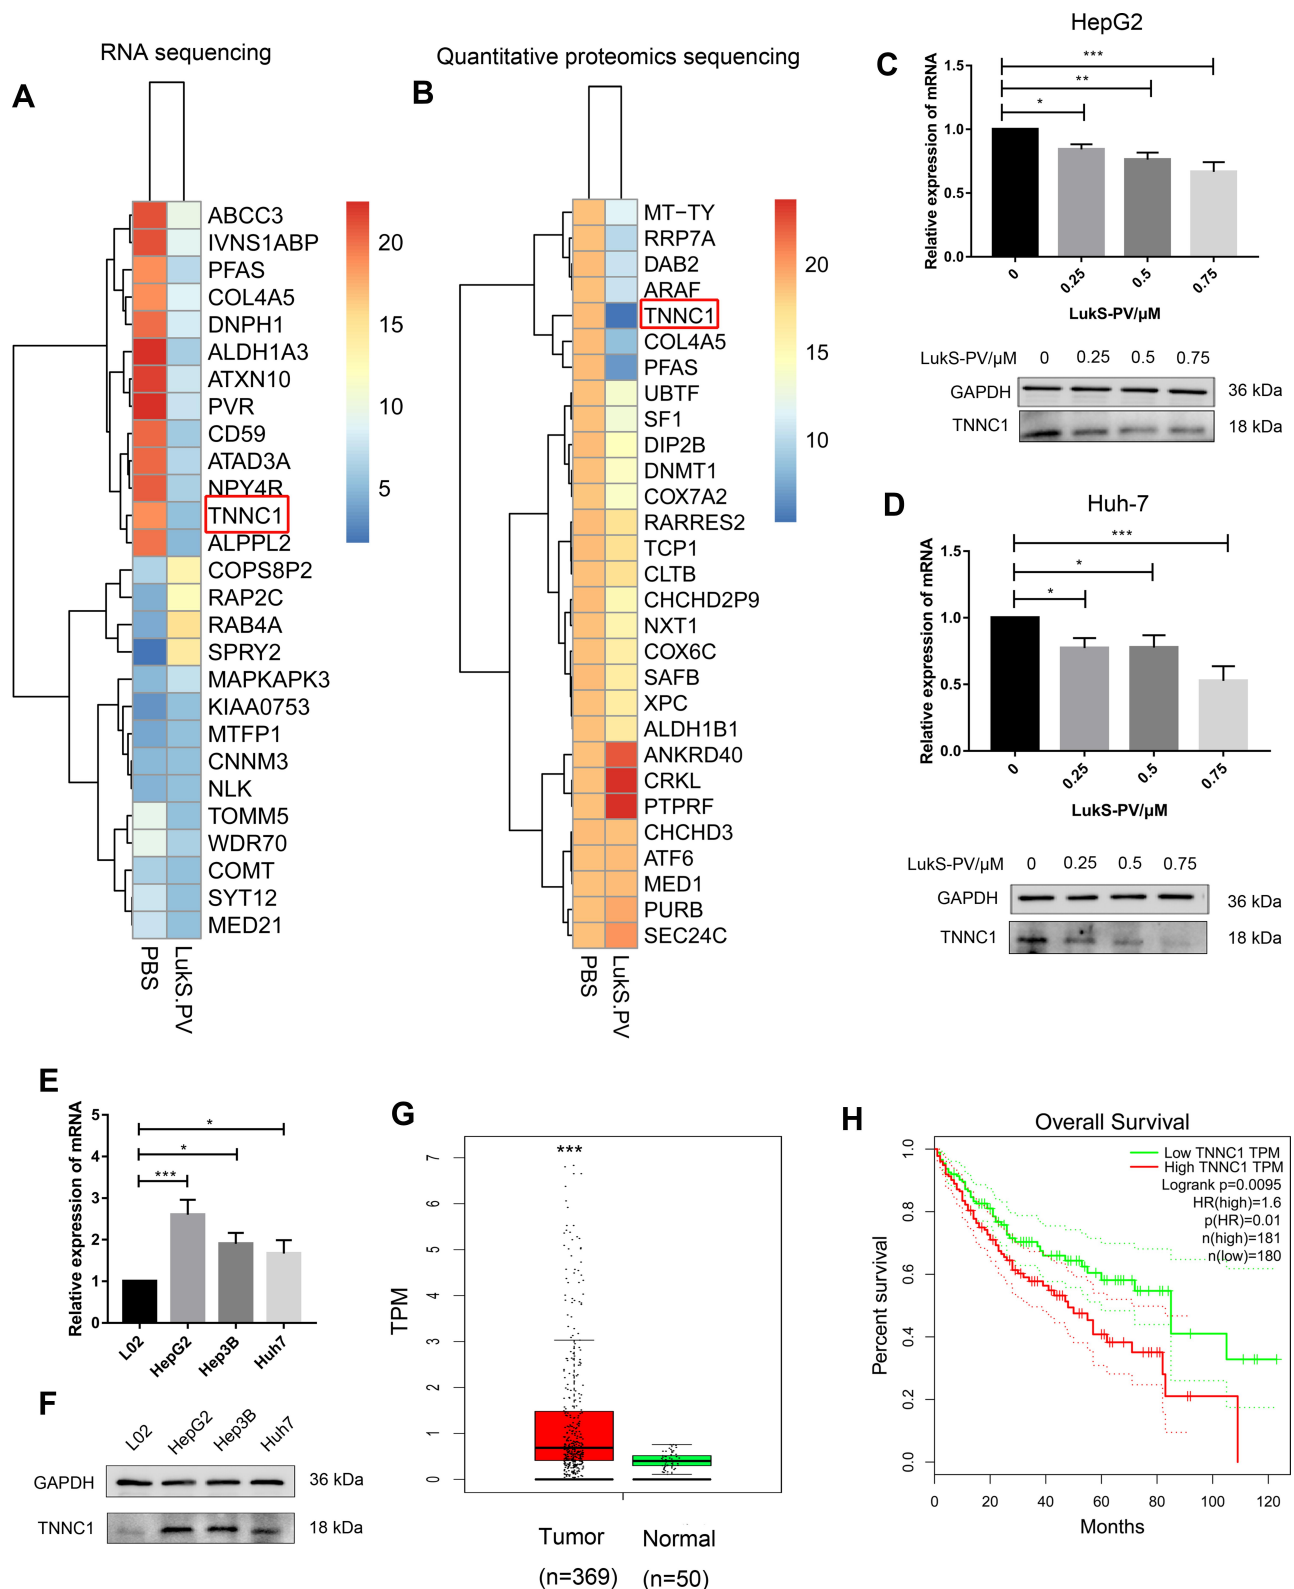 RNA sequencing
A
ABCC3
IVNS1ABP
PFAS
COL4A5
DNPH1
ALDH1A3
ATXN10
PVR
CD59
ATAD3A
NPY4R
TNNC1
ALPPL2
COPS8P2
RAP2C
RAB4A
SPRY2
MAPKAPK3
KIAA0753
MTFP1
CNNM3
NLK
TOMM5
WDR70
COMT
SYT12
MED21
20
15
10
5
PBS
LukS.PV
Quantitative proteomics sequencing
B
MT−TY
RRP7A
DAB2
ARAF
TNNC1
COL4A5
PFAS
UBTF
SF1
DIP2B
DNMT1
COX7A2
RARRES2
TCP1
CLTB
CHCHD2P9
NXT1
COX6C
SAFB
XPC
ALDH1B1
ANKRD40
CRKL
PTPRF
CHCHD3
ATF6
MED1
PURB
SEC24C
20
15
10
PBS
LukS.PV
C
HepG2
Relative expression of mRNA
1.5
1.0
0.5
0.0
***
**
*
0
0.25
0.5
0.75
LukS-PV/µM
LukS-PV/µM 0 0.25 0.5 0.75
GAPDH 36 kDa
TNNC1 18 kDa
D
Huh-7
Relative expression of mRNA
1.5
1.0
0.5
0.0
***
*
*
0
0.25
0.5
0.75
LukS-PV/µM
LukS-PV/µM 0 0.25 0.5 0.75
GAPDH 36 kDa
TNNC1 18 kDa
E
Relative expression of mRNA
5
4
3
2
1
0
*
*
***
L02
HepG2
Hep3B
Huh7
F
L02 HepG2 Hep3B Huh7
GAPDH 36 kDa
TNNC1 18 kDa
G
TPM
7
6
5
4
3
2
1
0
***
Tumor Normal
(n=369) (n=50)
H
Overall Survival
Percent survival
1.0
0.8
0.6
0.4
0.2
0.0
Low TNNC1 TPM
High TNNC1 TPM
Logrank p=0.0095
HR(high)=1.6
p(HR)=0.01
n(high)=181
n(low)=180
0 20 40 60 80 100 120
Months